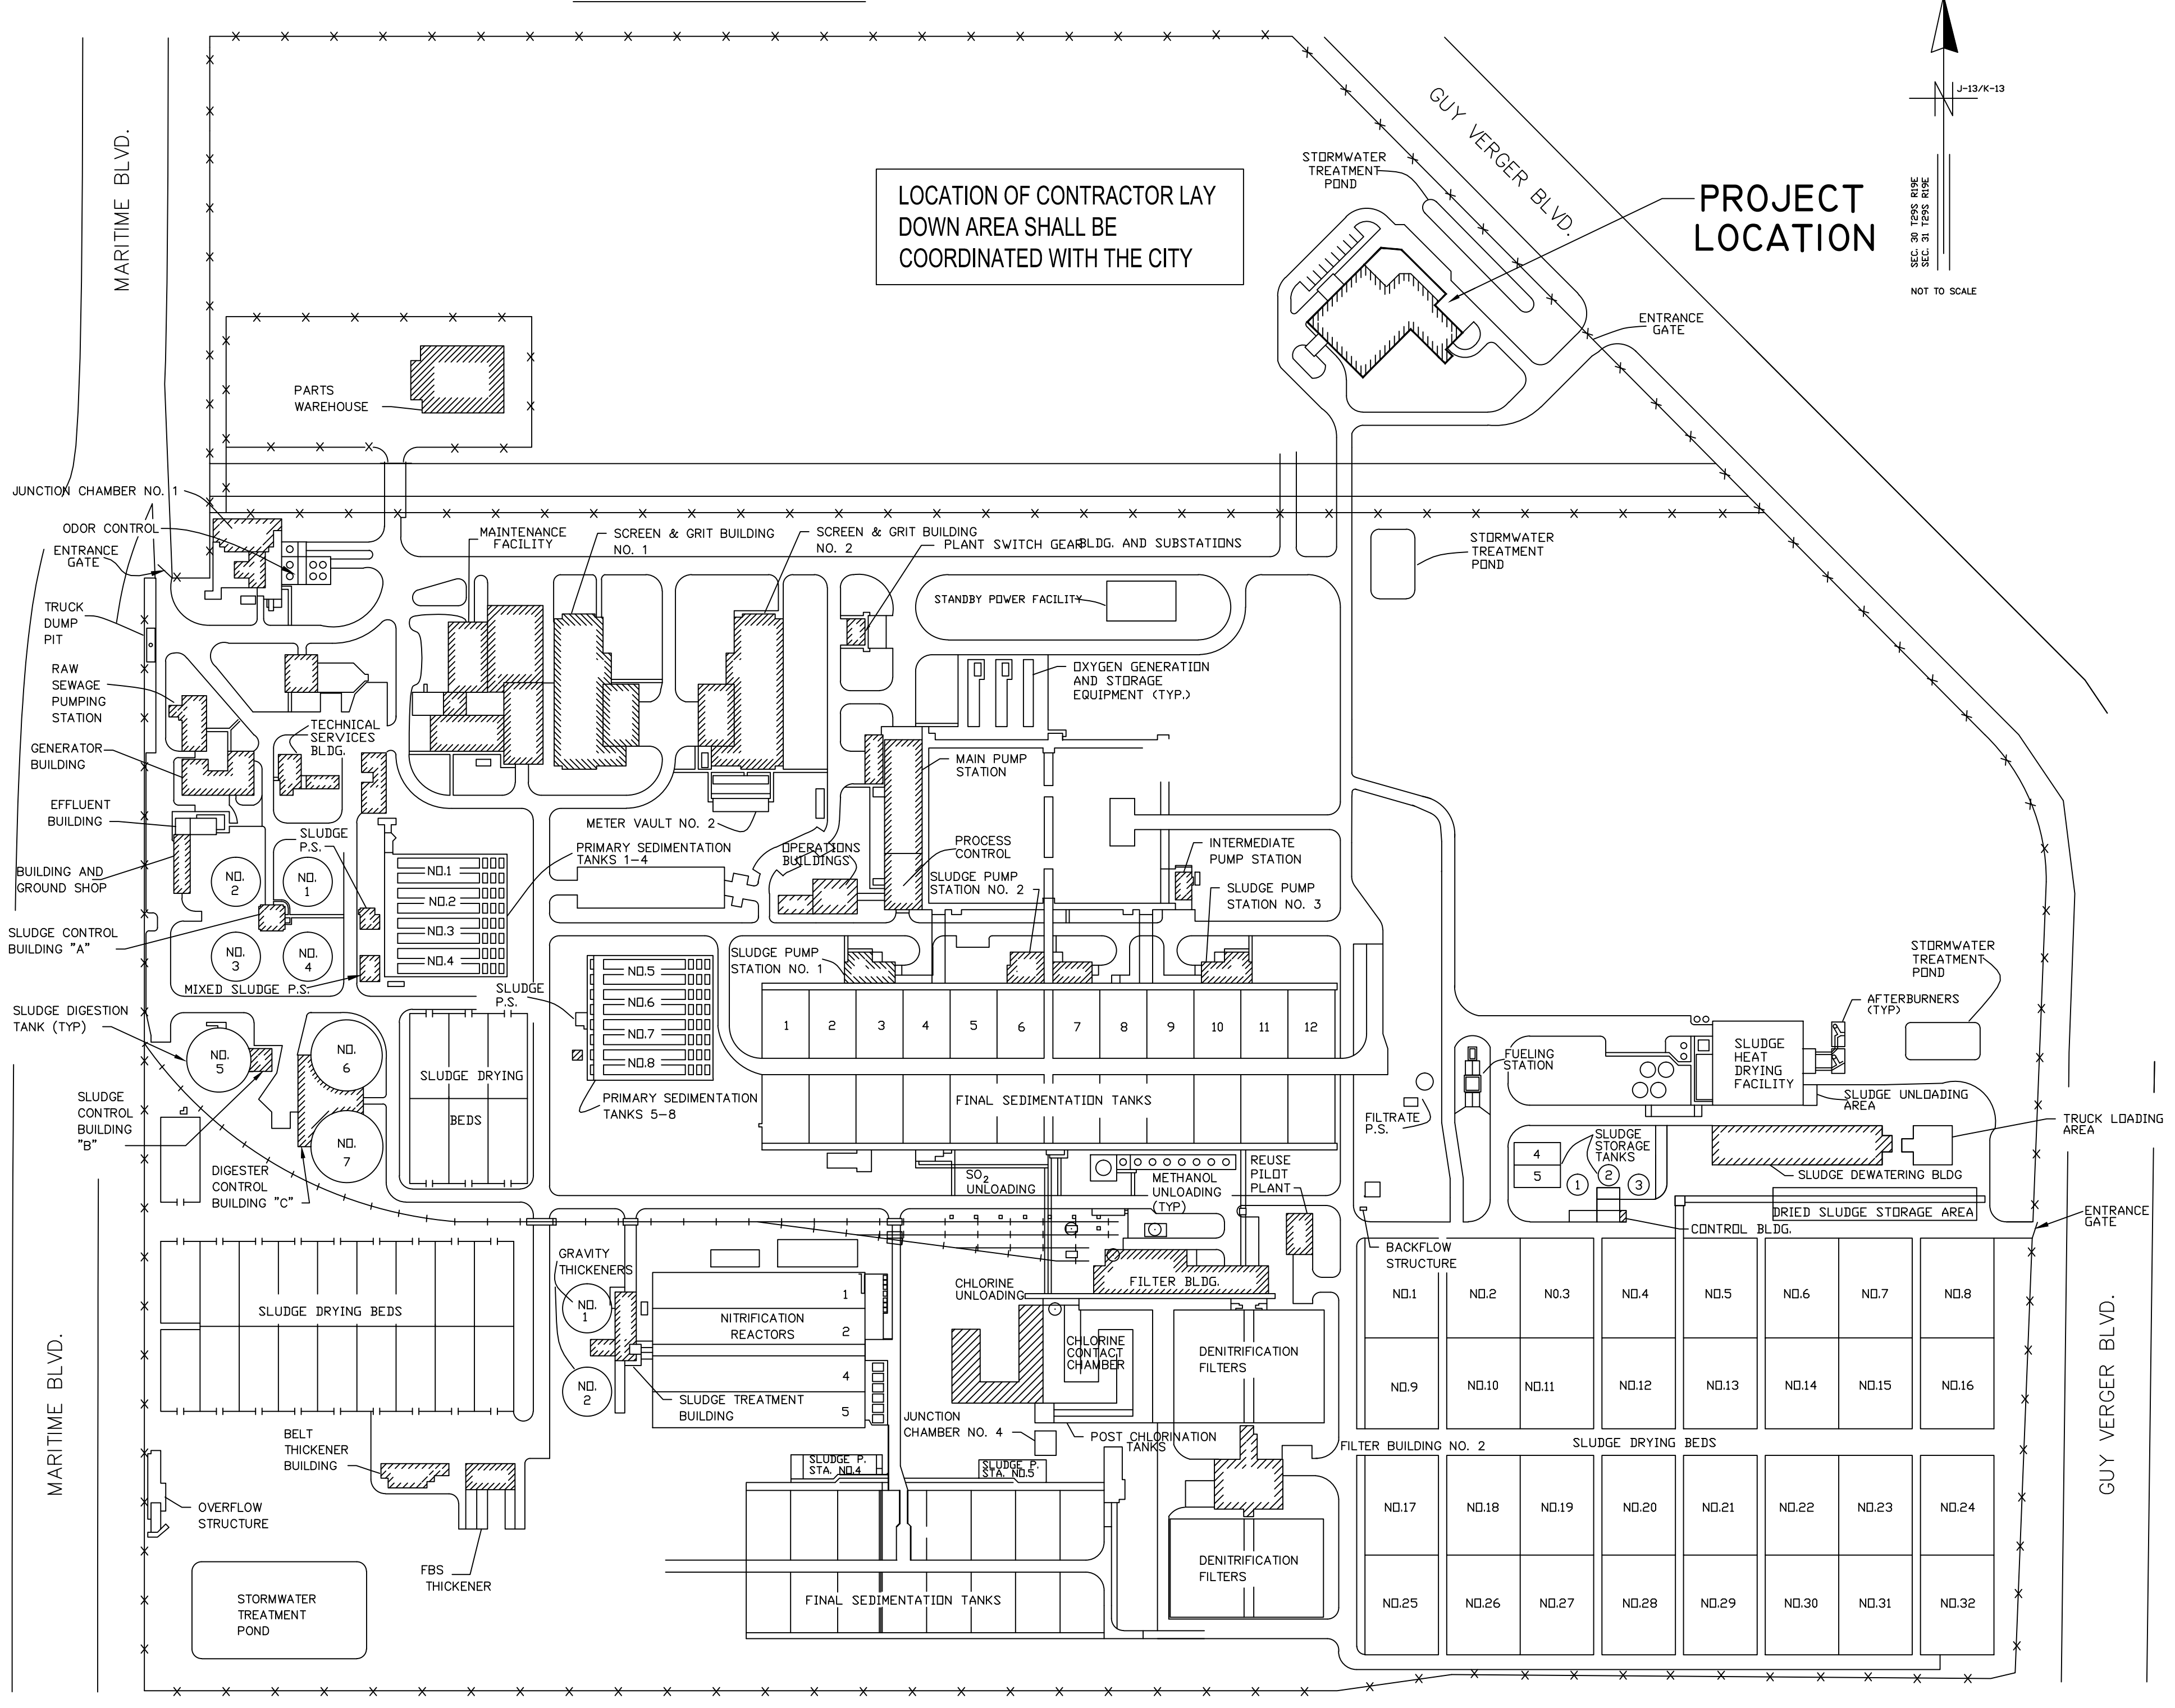 MARITIME BLVD.
GUY VERGER BLVD.
J-13/K-13
SEC. 30 T29S R19E
SEC. 31 T29S R19E
NOT TO SCALE
LOCATION OF CONTRACTOR LAY
DOWN AREA SHALL BE
COORDINATED WITH THE CITY
STORMWATER
TREATMENT
POND
PROJECT
LOCATION
ENTRANCE
GATE
PARTS
WAREHOUSE
JUNCTION CHAMBER NO. 1
ODOR CONTROL
ENTRANCE
GATE
TRUCK
DUMP
PIT
RAW
SEWAGE
PUMPING
STATION
GENERATOR
BUILDING
EFFLUENT
BUILDING
BUILDING AND
GROUND SHOP
SLUDGE CONTROL
BUILDING "A"
MAINTENANCE
FACILITY
SCREEN & GRIT BUILDING
NO. 1
SCREEN & GRIT BUILDING
NO. 2
PLANT SWITCH GEAR
BLDG. AND SUBSTATIONS
STANDBY POWER FACILITY
STORMWATER
TREATMENT
POND
OXYGEN GENERATION
AND STORAGE
EQUIPMENT (TYP.)
TECHNICAL
SERVICES
BLDG.
MAIN PUMP
STATION
METER VAULT NO. 2
SLUDGE
P.S.
PRIMARY SEDIMENTATION
TANKS 1-4
OPERATIONS
BUILDINGS
PROCESS
CONTROL
SLUDGE PUMP
STATION NO. 2
INTERMEDIATE
PUMP STATION
SLUDGE PUMP
STATION NO. 3
NO.
2
NO.
1
NO.
3
NO.
4
NO.1
NO.2
NO.3
NO.4
MIXED SLUDGE P.S.
SLUDGE
P.S.
NO.5
NO.6
NO.7
NO.8
SLUDGE PUMP
STATION NO. 1
1
2
3
4
5
6
7
8
9
10
11
12
FINAL SEDIMENTATION TANKS
SLUDGE DIGESTION
TANK (TYP)
NO.
5
NO.
6
NO.
7
SLUDGE DRYING
BEDS
PRIMARY SEDIMENTATION
TANKS 5-8
SLUDGE
CONTROL
BUILDING
"B"
DIGESTER
CONTROL
BUILDING "C"
STORMWATER
TREATMENT
POND
AFTERBURNERS
(TYP)
SLUDGE
HEAT
DRYING
FACILITY
FUELING
STATION
SLUDGE UNLOADING
AREA
TRUCK LOADING
AREA
FILTRATE
P.S.
SLUDGE
STORAGE
TANKS
4
5
1
2
3
SLUDGE DEWATERING BLDG
DRIED SLUDGE STORAGE AREA
CONTROL BLDG.
ENTRANCE
GATE
SO2
UNLOADING
METHANOL
UNLOADING
(TYP)
REUSE
PILOT
PLANT
BACKFLOW
STRUCTURE
SLUDGE DRYING BEDS
GRAVITY
THICKENERS
NO.
1
NO.
2
NITRIFICATION
REACTORS
1
2
4
5
SLUDGE TREATMENT
BUILDING
CHLORINE
UNLOADING
FILTER BLDG.
CHLORINE
CONTACT
CHAMBER
DENITRIFICATION
FILTERS
JUNCTION
CHAMBER NO. 4
POST CHLORINATION
TANKS
FILTER BUILDING NO. 2
NO.1
NO.2
NO.3
NO.4
NO.5
NO.6
NO.7
NO.8
NO.9
NO.10
NO.11
NO.12
NO.13
NO.14
NO.15
NO.16
SLUDGE DRYING BEDS
NO.17
NO.18
NO.19
NO.20
NO.21
NO.22
NO.23
NO.24
NO.25
NO.26
NO.27
NO.28
NO.29
NO.30
NO.31
NO.32
BELT
THICKENER
BUILDING
OVERFLOW
STRUCTURE
FBS
THICKENER
STORMWATER
TREATMENT
POND
SLUDGE P.
STA. NO.4
SLUDGE P.
STA. NO.5
FINAL SEDIMENTATION TANKS
DENITRIFICATION
FILTERS
MARITIME BLVD.
GUY VERGER BLVD.